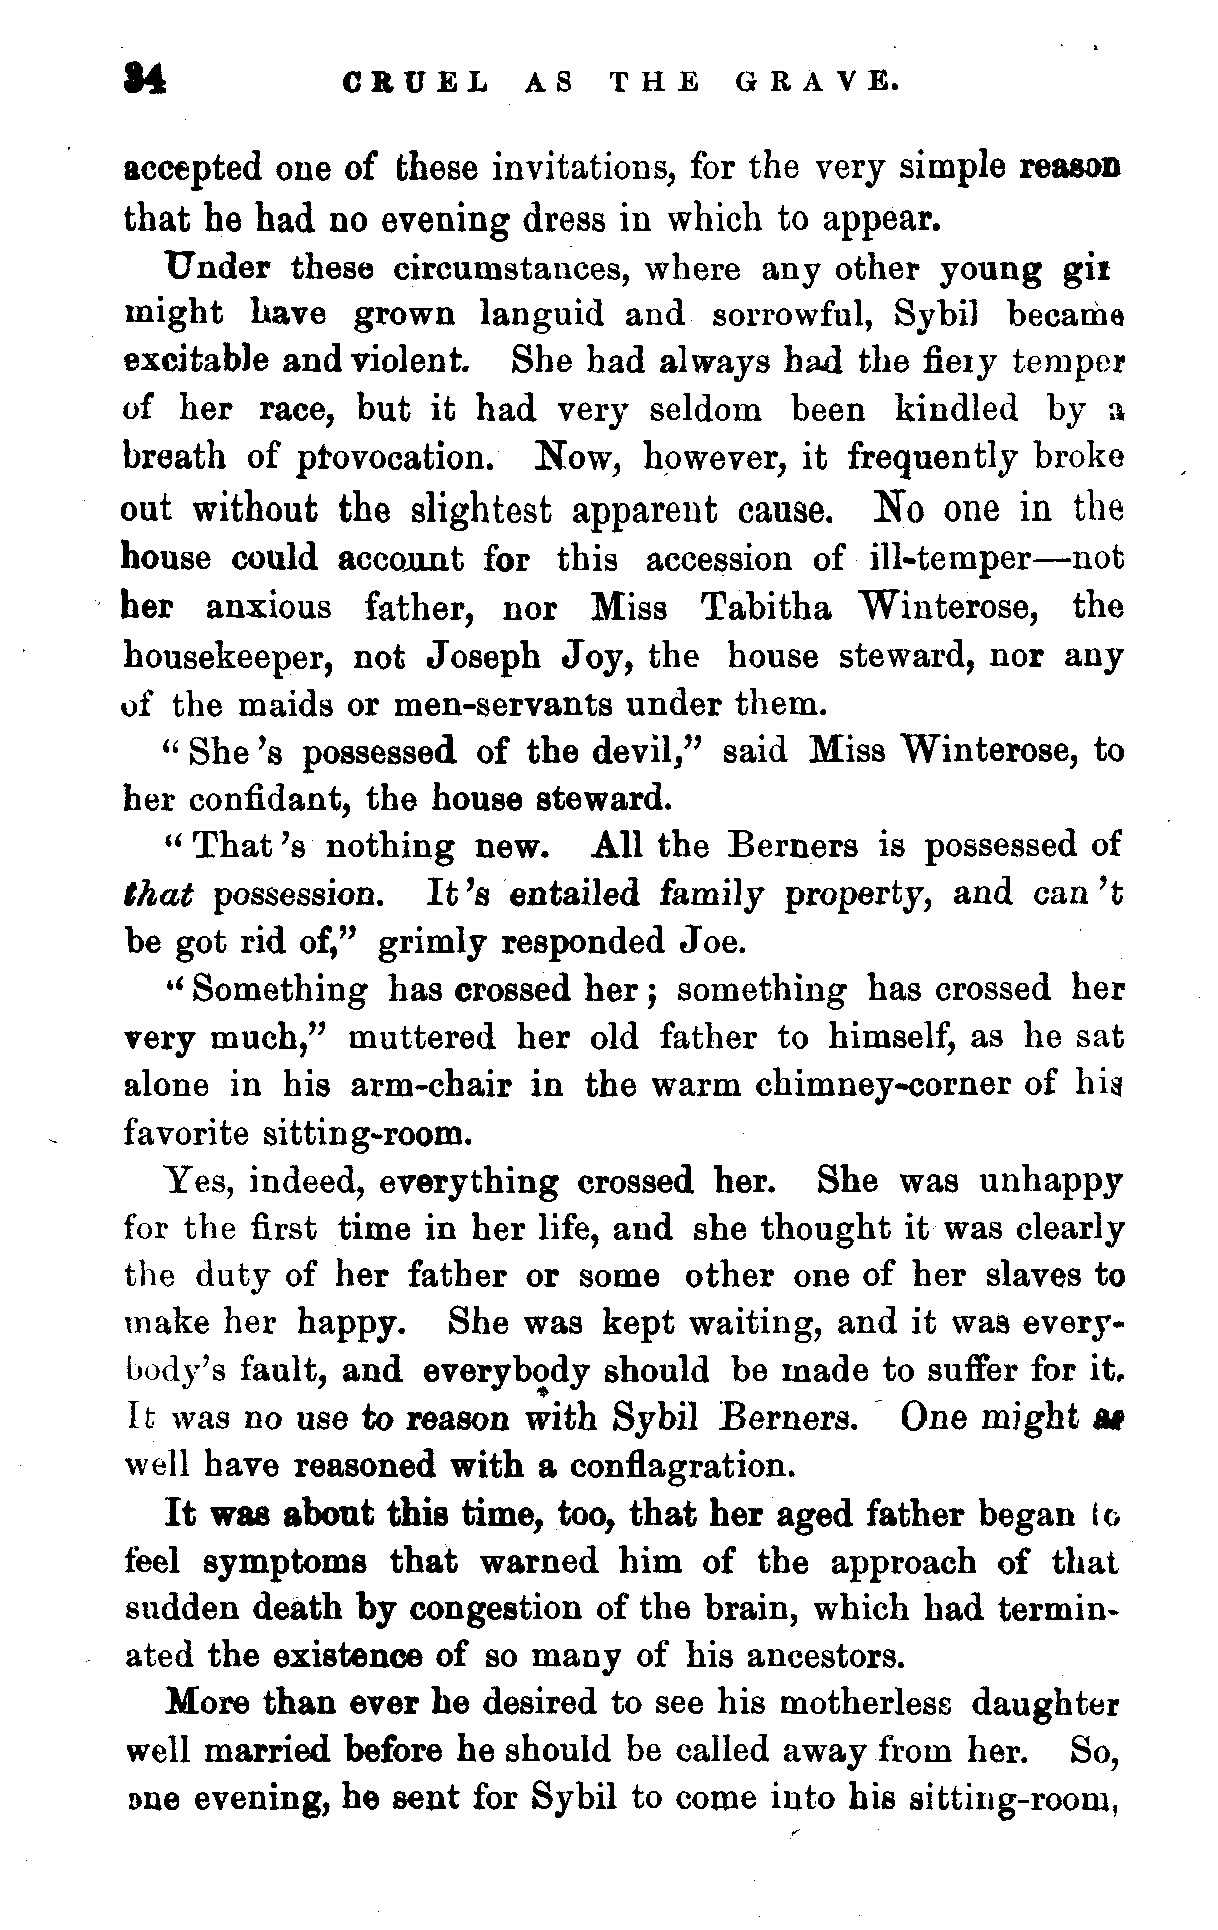 34 CRUEL AS THE GRAVE.
accepted one of these invitations, for the very simple reason
that he had no evening dress in which to appear.
Under these circumstances, where any other young girl
might have grown languid and sorrowful, Sybil became
excitable and violent. She had always had the fiery temper
of her race, but it had very seldom been kindled by a
breath of provocation. Now, however, it frequently broke
out without the slightest apparent cause. No one in the
house could account for this accession of ill-temper—not
her anxious father, nor Miss Tabitha Winterose, the
housekeeper, not Joseph Joy, the house steward, nor any
of the maids or men-servants under them.
“She 's possessed of the devil,” said Miss Winterose, to
her confidant, the house steward.
“That 's nothing new. All the Berners is possessed of
that possession. It 's entailed family property, and can 't
be got rid of,” grimly responded Joe.
“Something has crossed her; something has crossed her
very much,” muttered her old father to himself, as he sat
alone in his arm-chair in the warm chimney-corner of his
favorite sitting-room.
Yes, indeed, everything crossed her. She was unhappy
for the first time in her life, and she thought it was clearly
the duty of her father or some other one of her slaves to
make her happy. She was kept waiting, and it was every-
body's fault, and everybody should be made to suffer for it.
It was no use to reason with Sybil Berners. One might as
well have reasoned with a conflagration.
It was about this time, too, that her aged father began to
feel symptoms that warned him of the approach of that
sudden death by congestion of the brain, which had termin-
ated the existence of so many of his ancestors.
More than ever he desired to see his motherless daughter
well married before he should be called away from her. So,
one evening, he sent for Sybil to come into his sitting-room,